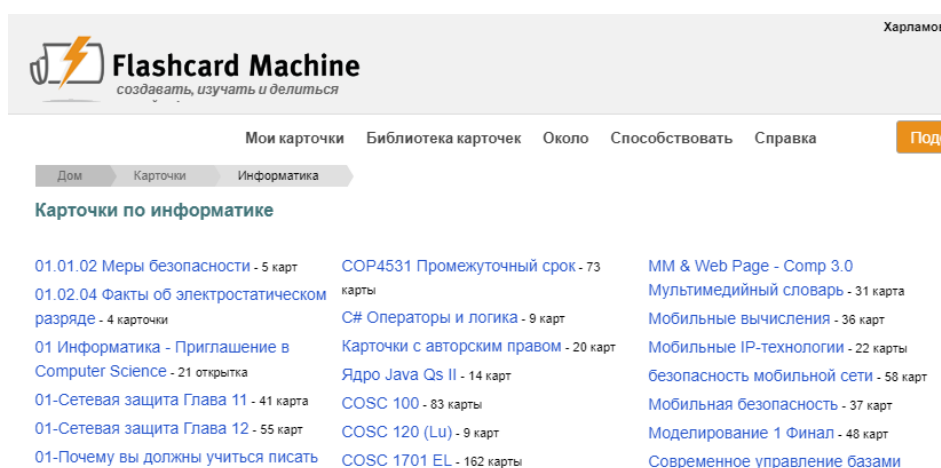 Харламов
Flashcard Machine
создавать, изучать и делиться
Мои карточки Библиотека карточек Около Способствовать Справка
Дом Карточки Информатика
Карточки по информатике
01.01.02 Меры безопасности - 5 карт
01.02.04 Факты об электростатическом
разряде - 4 карточки
01 Информатика - Приглашение в
Computer Science - 21 открытка
01-Сетевая защита Глава 11 - 41 карта
01-Сетевая защита Глава 12 - 55 карт
01-Почему вы должны учиться писать
COP4531 Промежуточный срок - 73
карты
C# Операторы и логика - 9 карт
Карточки с авторским правом - 20 карт
Ядро Java Qs II - 14 карт
COSC 100 - 83 карты
COSC 120 (Lu) - 9 карт
COSC 1701 EL - 162 карты
MM & Web Page - Comp 3.0
Мультимедийный словарь - 31 карта
Мобильные вычисления - 36 карт
Мобильные IP-технологии - 22 карты
безопасность мобильной сети - 58 карт
Мобильная безопасность - 37 карт
Моделирование 1 Финал - 48 карт
Современное управление базами